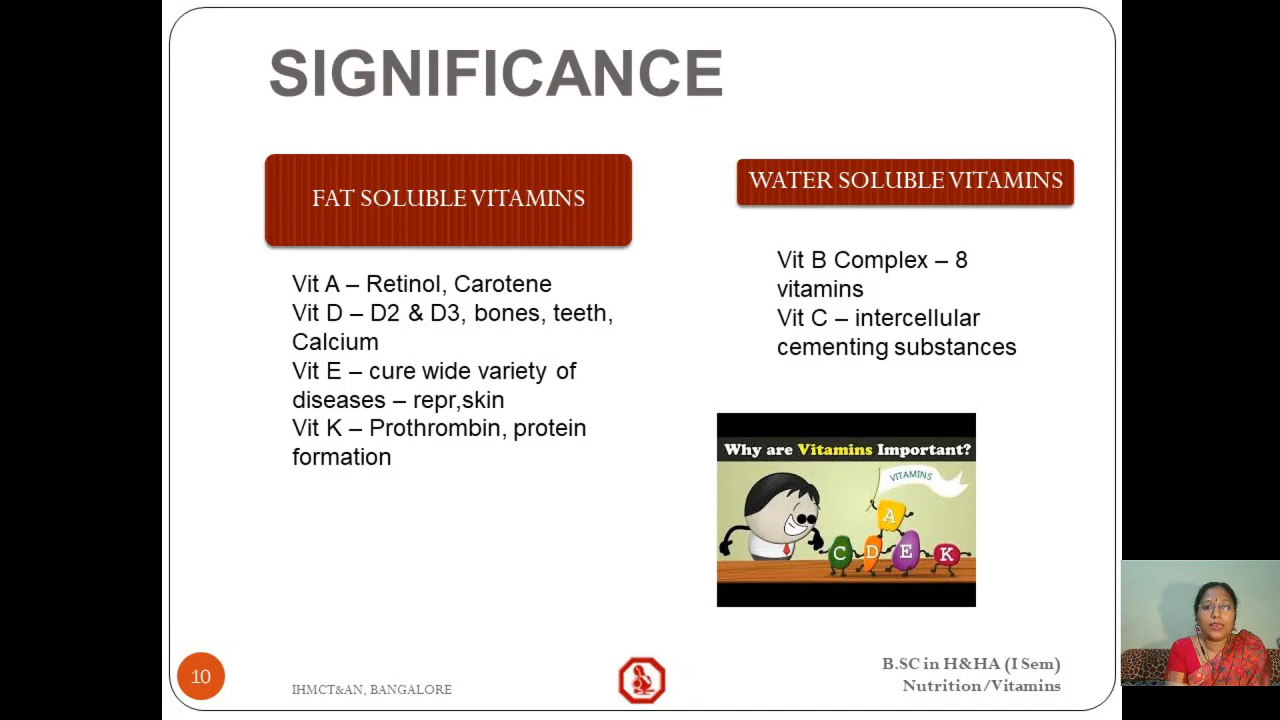 SIGNIFICANCE
FAT SOLUBLE VITAMINS
Vit A – Retinol, Carotene
Vit D – D2 & D3, bones, teeth,
Calcium
Vit E – cure wide variety of
diseases – repr,skin
Vit K – Prothrombin, protein
formation
WATER SOLUBLE VITAMINS
Vit B Complex – 8
vitamins
Vit C – intercellular
cementing substances
Why are Vitamins Important?
VITAMINS
A
C D E K
10
IHMCT&AN, BANGALORE
B.SC in H&HA (I Sem)
Nutrition/Vitamins